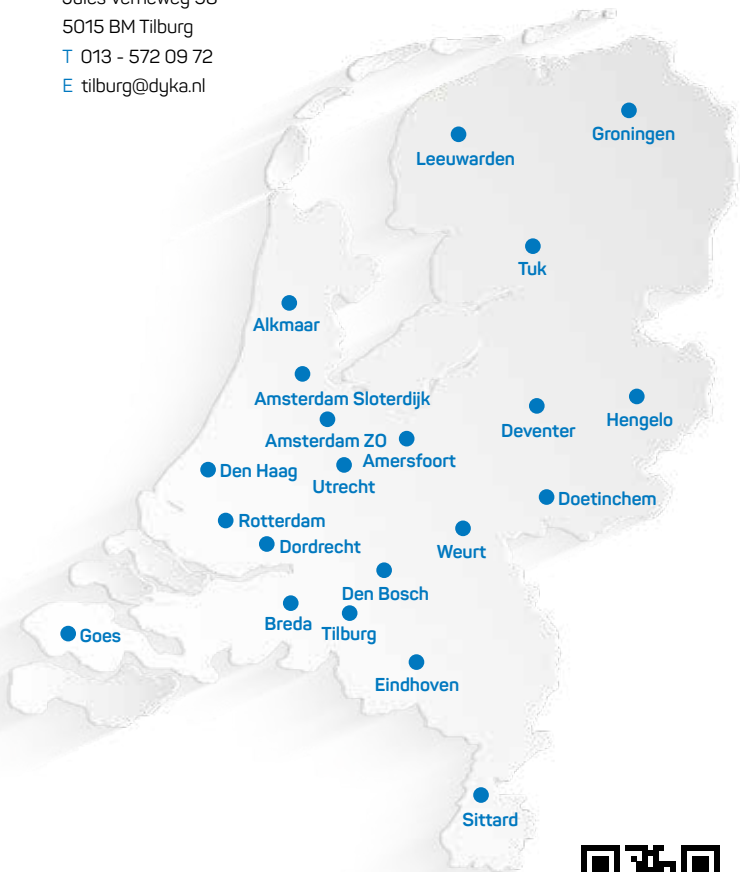 5015 BM Tilburg
T 013 - 572 09 72
E tilburg@dyka.nl
Groningen
Leeuwarden
Tuk
Alkmaar
Amsterdam Sloterdijk
Hengelo
Deventer
Amsterdam ZO
Amersfoort
Den Haag
Utrecht
Doetinchem
Rotterdam
Dordrecht
Weurt
Den Bosch
Breda
Tilburg
Goes
Eindhoven
Sittard